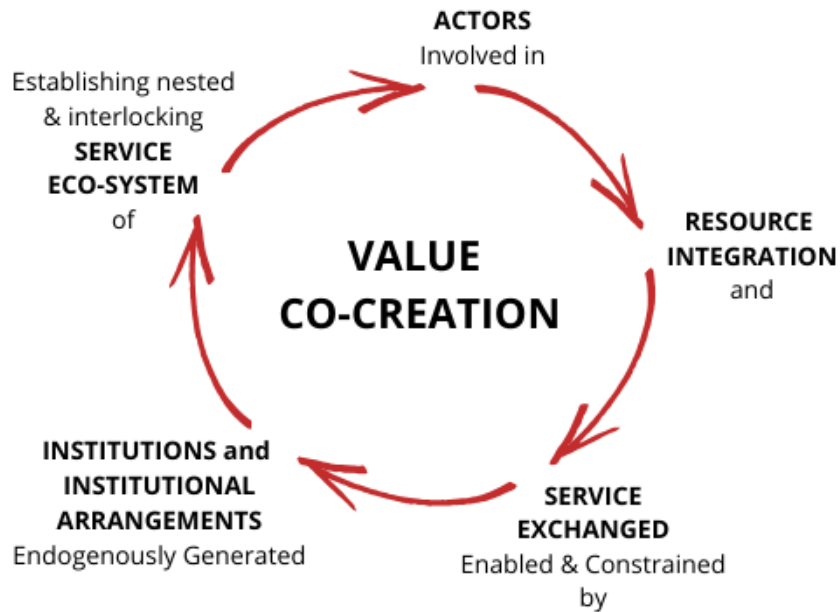 ACTORS
Involved in
RESOURCE
INTEGRATION
and
SERVICE
EXCHANGED
Enabled & Constrained
by
INSTITUTIONS and
INSTITUTIONAL
ARRANGEMENTS
Endogenously Generated
Establishing nested
& interlocking
SERVICE
ECO-SYSTEM
of
VALUE
CO-CREATION